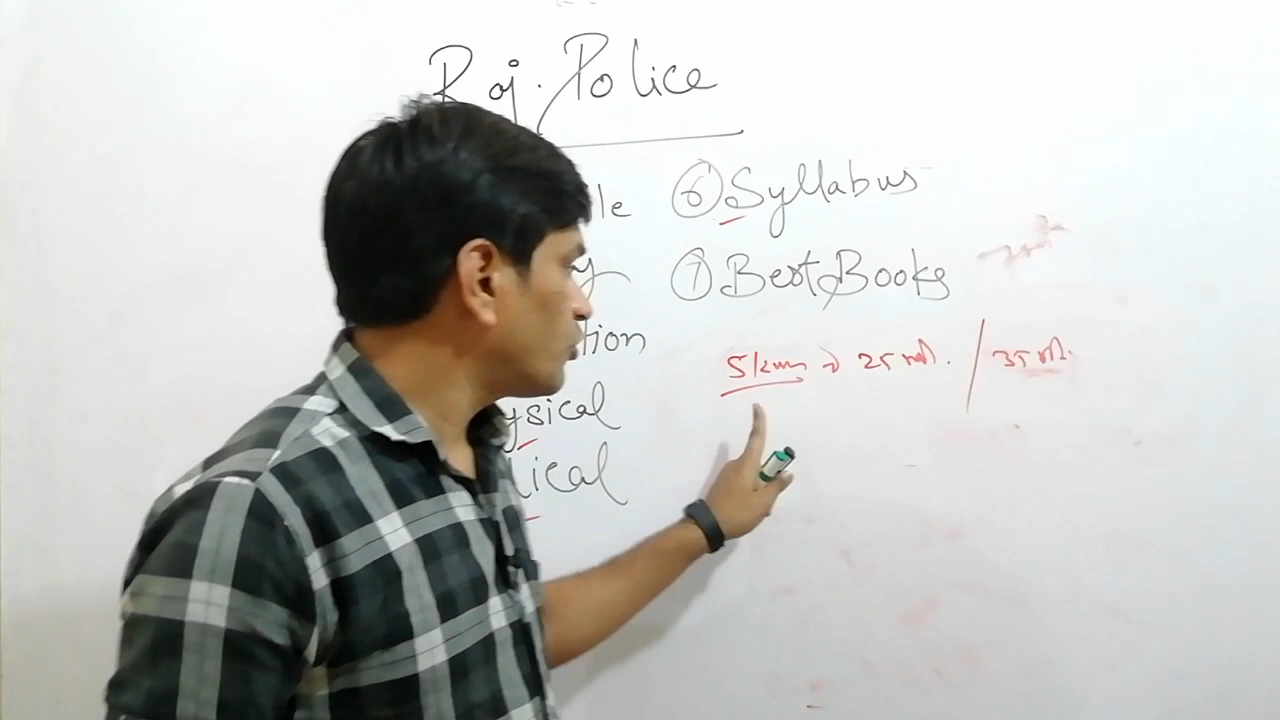 Raj. Police
le
⑥ Syllabus
y
⑦ Best Books
tion
5 km → 25 मि. / 35 मि.
ysical
ical